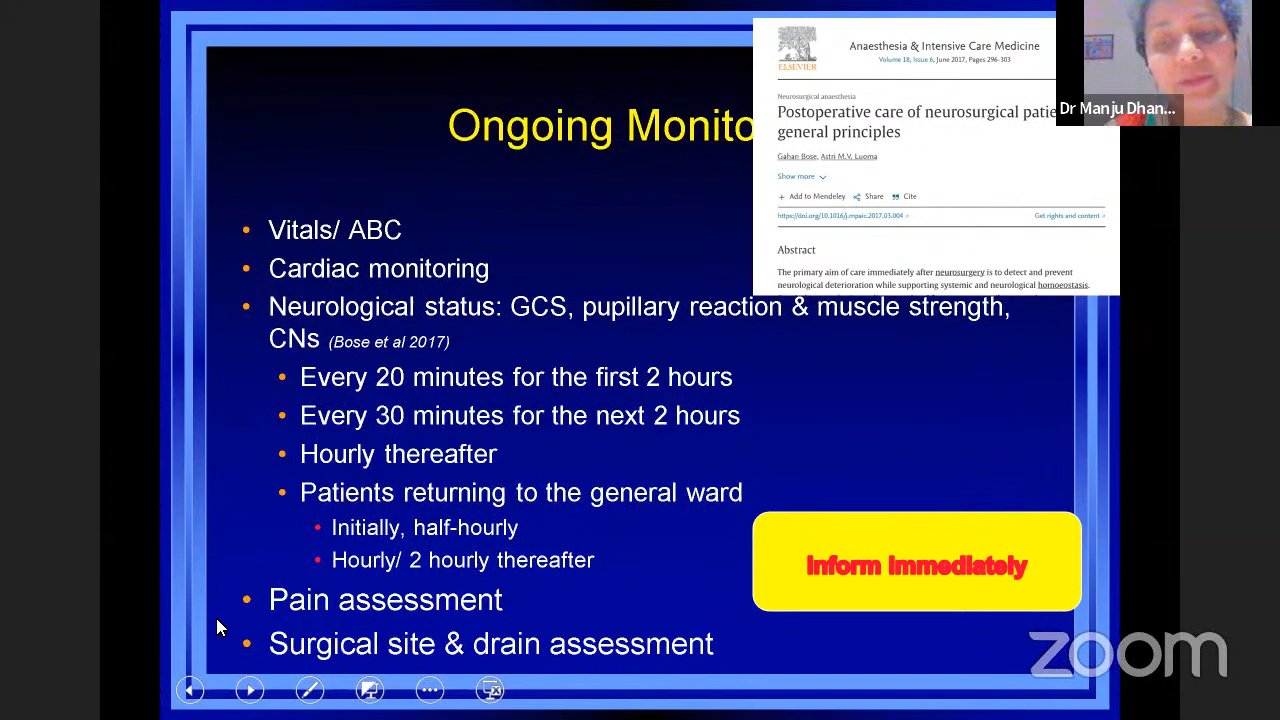 Ongoing Monito
Vitals/ ABC
Cardiac monitoring
Neurological status: GCS, pupillary reaction & muscle strength,
CNs (Bose et al 2017)
Every 20 minutes for the first 2 hours
Every 30 minutes for the next 2 hours
Hourly thereafter
Patients returning to the general ward
Initially, half-hourly
Hourly/ 2 hourly thereafter
Pain assessment
Surgical site & drain assessment
ELSEVIER
Anaesthesia & Intensive Care Medicine
Volume 18, Issue 6, June 2017, Pages 296-303
Neurosurgical anaesthesia
Postoperative care of neurosurgical patie
general principles
Gahan Bose, Astri M.V. Luoma
Show more
Add to Mendeley Share Cite
https://doi.org/10.1016/j.mpaic.2017.03.004
Get rights and content
Abstract
The primary aim of care immediately after neurosurgery is to detect and prevent
neurological deterioration while supporting systemic and neurological homoeostasis.
Dr Manju Dhan...
Inform Immediately
zoom